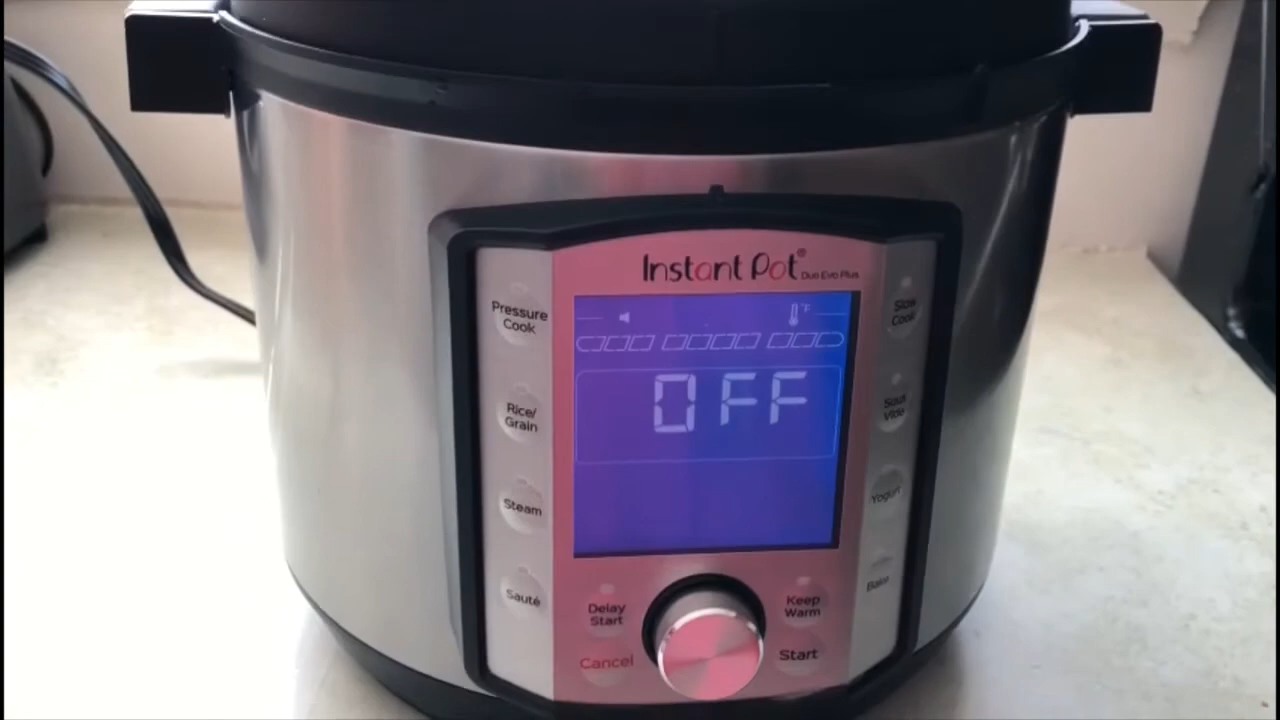 Instant Pot®
Duo Evo Plus
Pressure
Cook
Rice/
Grain
Steam
Sauté
°F
OFF
Slow
Cook
Sous
Vide
Yogurt
Bake
Delay
Start
Cancel
Keep
Warm
Start